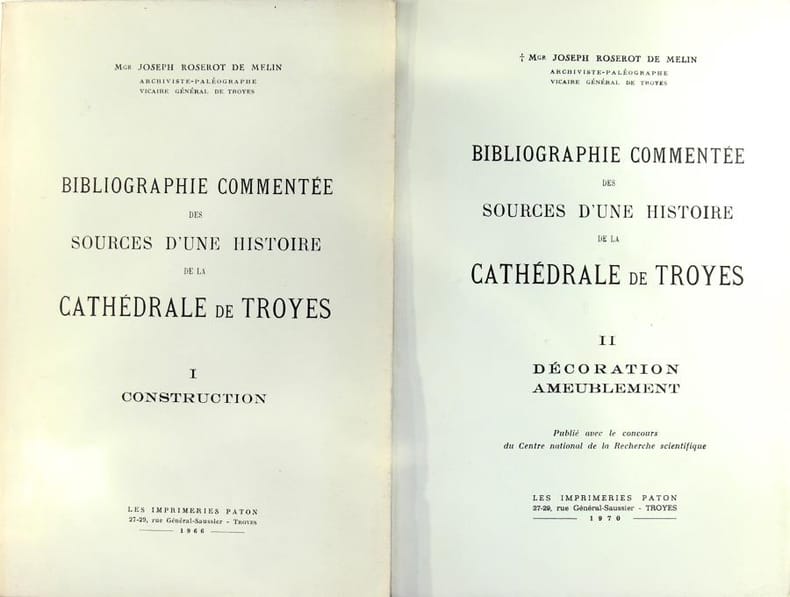 Mgr JOSEPH ROSEROT DE MELIN
ARCHIVISTE-PALÉOGRAPHE
VICAIRE GÉNÉRAL DE TROYES
BIBLIOGRAPHIE COMMENTÉE
DES
SOURCES D'UNE HISTOIRE
DE LA
CATHÉDRALE DE TROYES
I
CONSTRUCTION
LES IMPRIMERIES PATON
27-29, rue Général-Saussier - TROYES
1966
† Mgr JOSEPH ROSEROT DE MELIN
ARCHIVISTE-PALÉOGRAPHE
VICAIRE GÉNÉRAL DE TROYES
BIBLIOGRAPHIE COMMENTÉE
DES
SOURCES D'UNE HISTOIRE
DE LA
CATHÉDRALE DE TROYES
II
DÉCORATION
AMEUBLEMENT
Publié avec le concours
du Centre national de la Recherche scientifique
LES IMPRIMERIES PATON
27-29, rue Général-Saussier - TROYES
1970